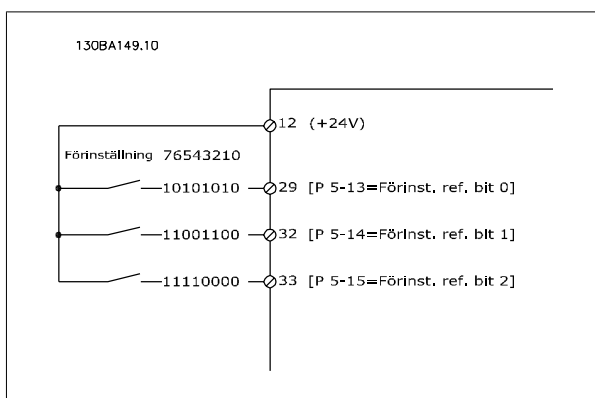 130BA149.10
12 (+24V)
Förinställning 76543210
10101010 29 [P 5-13=Förinst. ref. bit 0]
11001100 32 [P 5-14=Förinst. ref. bit 1]
11110000 33 [P 5-15=Förinst. ref. bit 2]